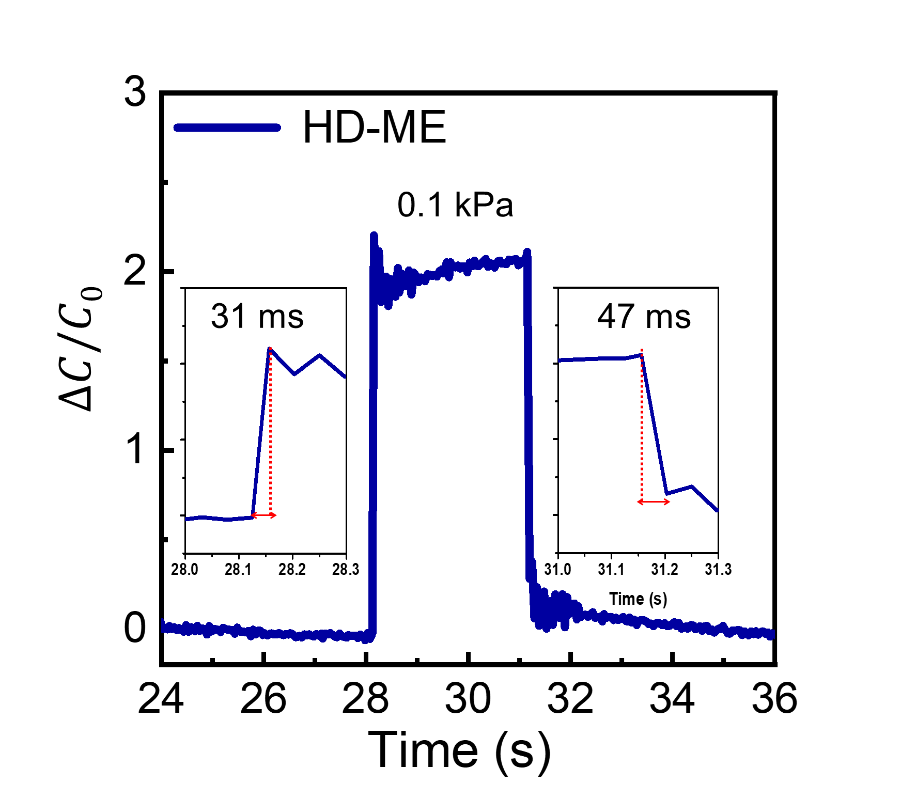 3
HD-ME
0.1 kPa
2
ΔC/C₀
31 ms
47 ms
1
28.0 28.1 28.2 28.3
31.0 31.1 31.2 31.3
Time (s)
0
24 26 28 30 32 34 36
Time (s)